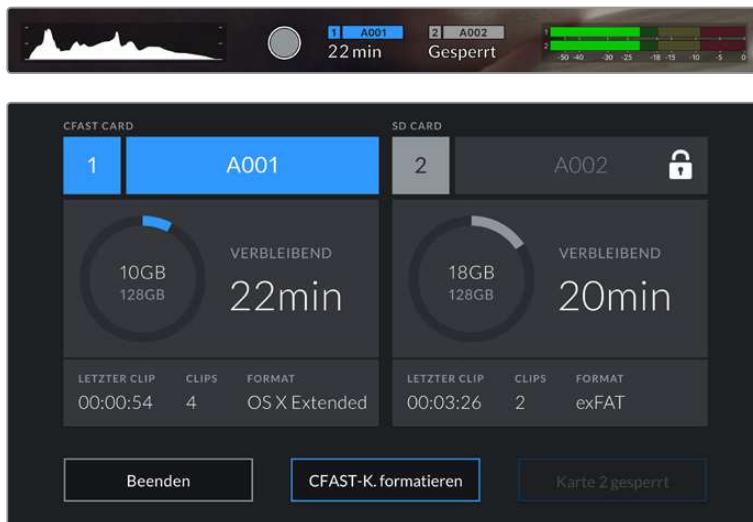 1 A001 2 A002
22 min Gesperrt
1
2
-50 -40 -30 -25 -18 -15 -10 -5 0
CFAST CARD SD CARD
1 A001 2 A002
VERBLEIBEND VERBLEIBEND
10GB 18GB
128GB 22min 128GB 20min
LETZTER CLIP CLIPS FORMAT LETZTER CLIP CLIPS FORMAT
00:00:54 4 OS X Extended 00:03:26 2 exFAT
Beenden CFAST-K. formatieren Karte 2 gesperrt